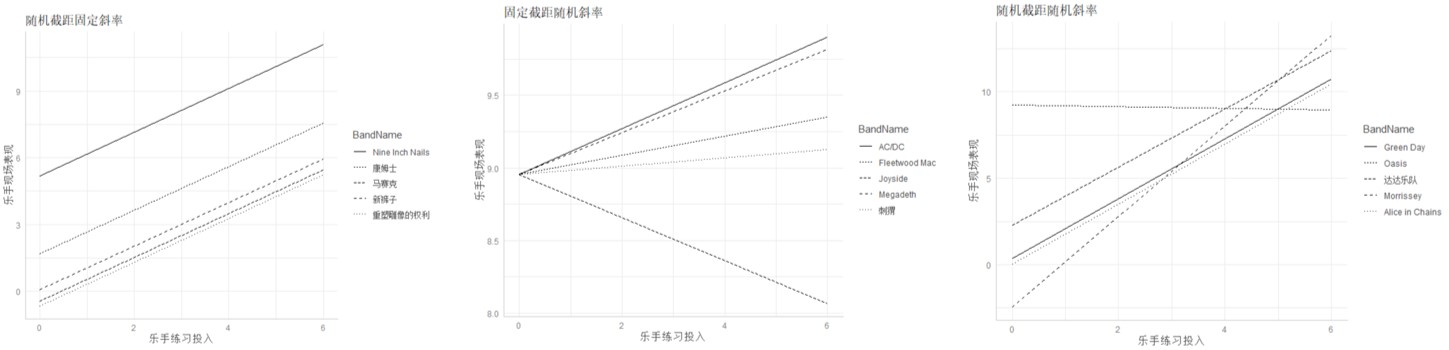 随机截距固定斜率
9
6
3
0
乐手现场表现
0
2
4
6
乐手练习投入
BandName
Nine Inch Nails
康姆士
马赛克
新裤子
重塑雕像的权利
固定截距随机斜率
9.5
9.0
8.5
8.0
乐手现场表现
0
2
4
6
乐手练习投入
BandName
AC/DC
Fleetwood Mac
Joyside
Megadeth
刺猬
随机截距随机斜率
10
5
0
乐手现场表现
0
2
4
6
乐手练习投入
BandName
Green Day
Oasis
达达乐队
Morrissey
Alice in Chains